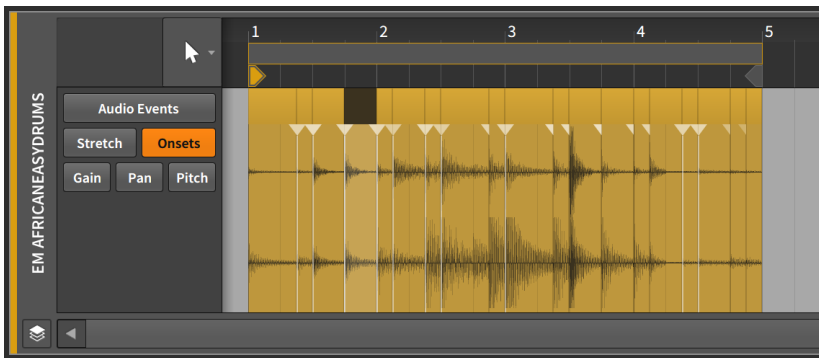 1 2 3 4 5
EM AFRICANEASYDRUMS
Audio Events
Stretch Onsets
Gain Pan Pitch